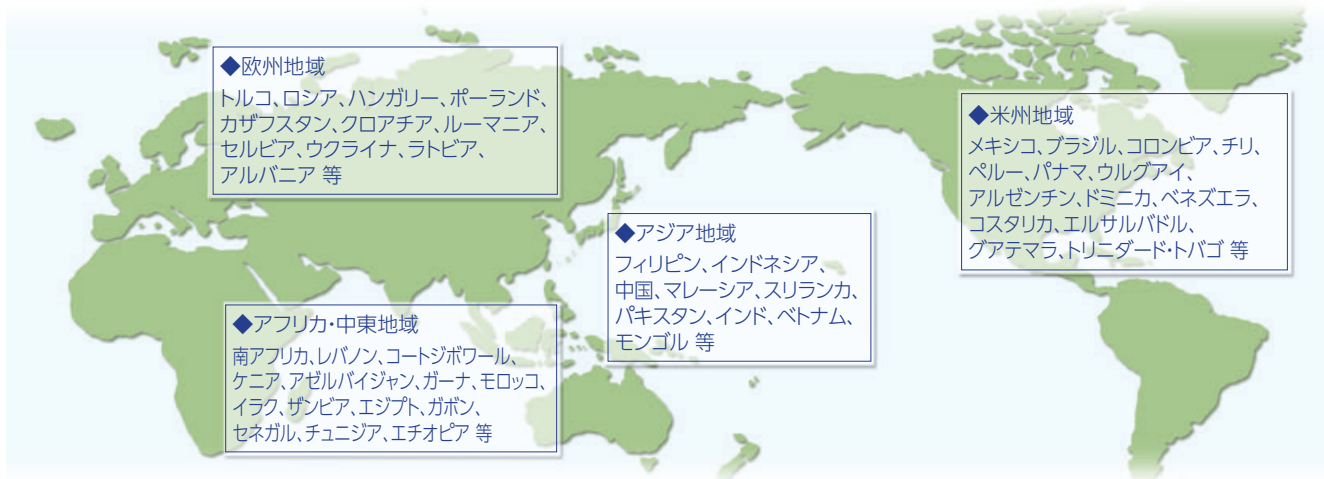 ◆欧州地域
トルコ、ロシア、ハンガリー、ポーランド、
カザフスタン、クロアチア、ルーマニア、
セルビア、ウクライナ、ラトビア、
アルバニア 等
◆米州地域
メキシコ、ブラジル、コロンビア、チリ、
ペルー、パナマ、ウルグアイ、
アルゼンチン、ドミニカ、ベネズエラ、
コスタリカ、エルサルバドル、
グアテマラ、トリニダード・トバゴ 等
◆アジア地域
フィリピン、インドネシア、
中国、マレーシア、スリランカ、
パキスタン、インド、ベトナム、
モンゴル 等
◆アフリカ・中東地域
南アフリカ、レバノン、コートジボワール、
ケニア、アゼルバイジャン、ガーナ、モロッコ、
イラク、ザンビア、エジプト、ガボン、
セネガル、チュニジア、エチオピア 等